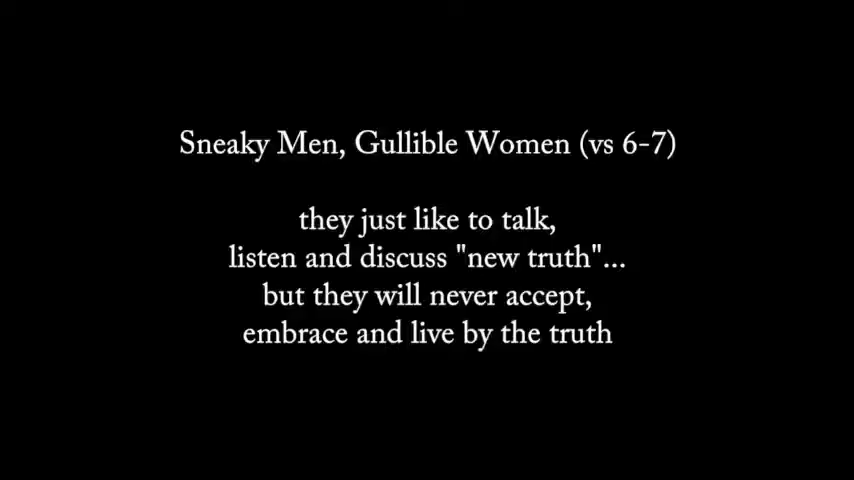 Sneaky Men, Gullible Women (vs 6-7)
they just like to talk,
listen and discuss "new truth"...
but they will never accept,
embrace and live by the truth